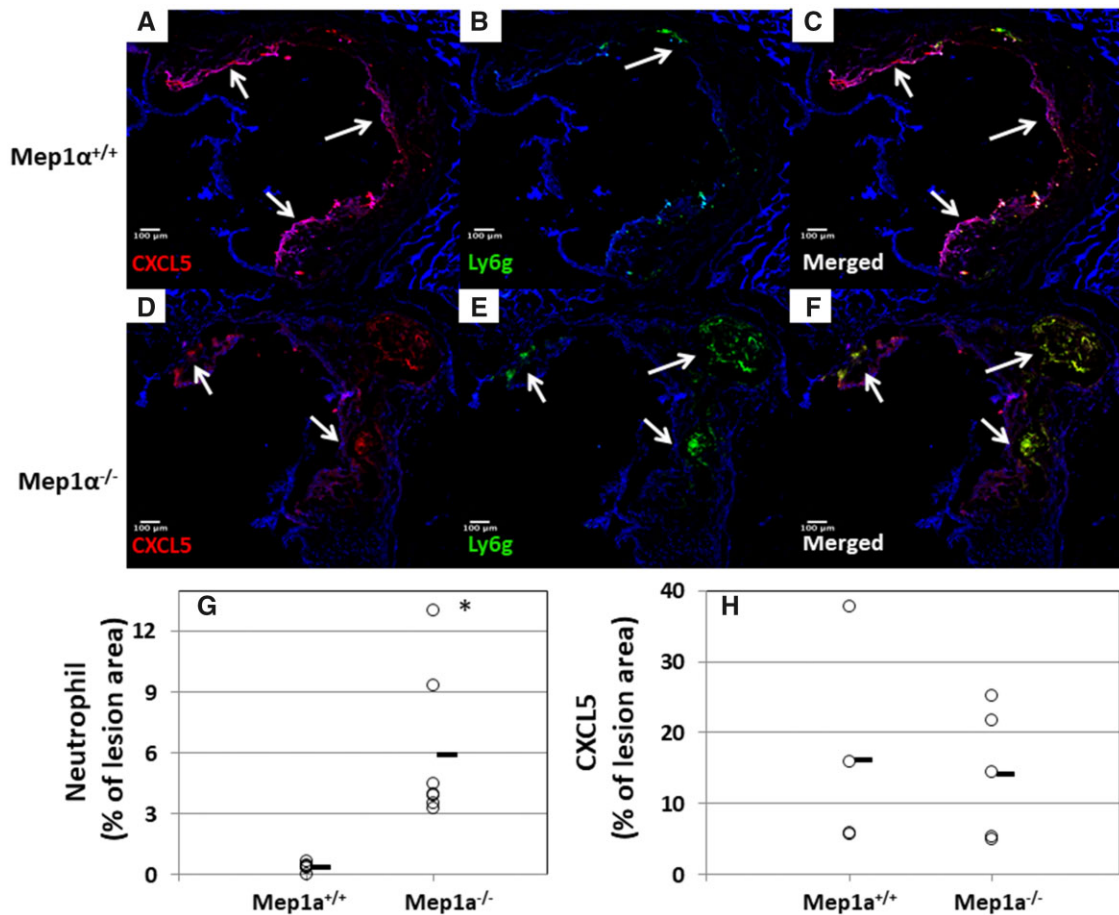 A
B
C
Mep1α+/+
100 µm
CXCL5
100 µm
Ly6g
100 µm
Merged
D
E
F
Mep1α-/-
100 µm
CXCL5
100 µm
Ly6g
100 µm
Merged
G
*
Neutrophil
(% of lesion area)
12
9
6
3
0
Mep1a+/+
Mep1a-/-
H
CXCL5
(% of lesion area)
40
30
20
10
0
Mep1a+/+
Mep1a-/-